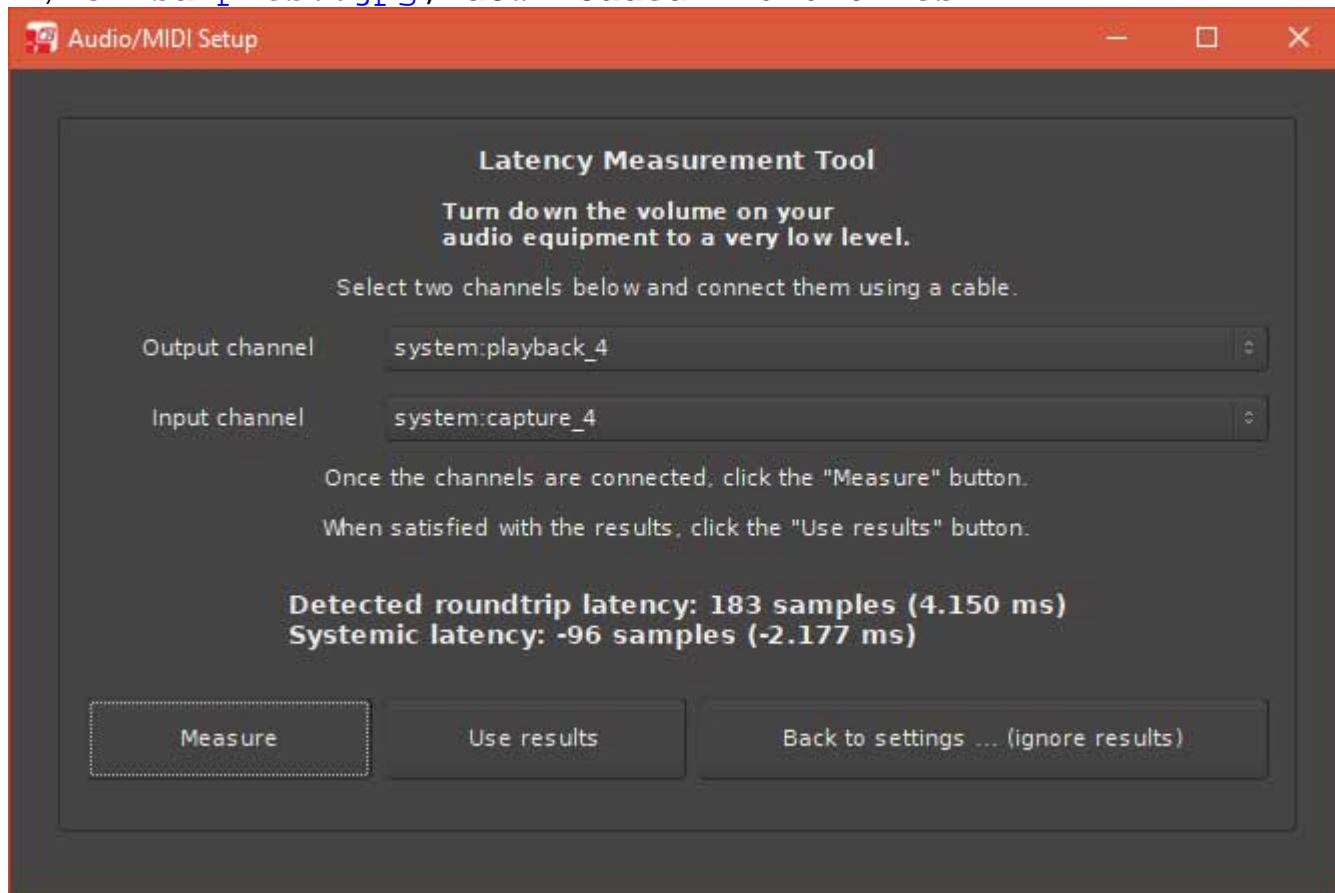 Audio/MIDI Setup
Latency Measurement Tool
Turn down the volume on your
audio equipment to a very low level.
Select two channels below and connect them using a cable.
Output channel system:playback_4
Input channel system:capture_4
Once the channels are connected, click the "Measure" button.
When satisfied with the results, click the "Use results" button.
Detected roundtrip latency: 183 samples (4.150 ms)
Systemic latency: -96 samples (-2.177 ms)
Measure Use results Back to settings ... (ignore results)